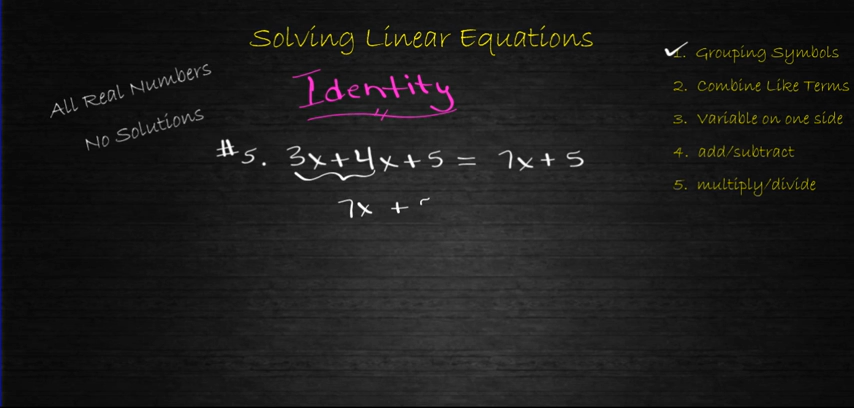 Solving Linear Equations
All Real Numbers
No Solutions
Identity
#5. 3x+4x+5 = 7x+5
7x +
1. Grouping Symbols
2. Combine Like Terms
3. Variable on one side
4. add/subtract
5. multiply/divide